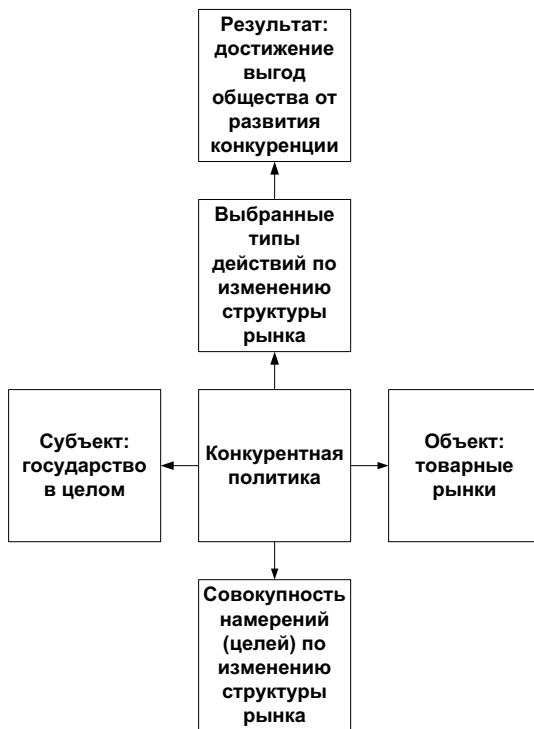 Результат:
достижение
выгод
общества от
развития
конкуренции
Выбранные
типы
действий по
изменению
структуры
рынка
Субъект:
государство
в целом
Конкурентная
политика
Объект:
товарные
рынки
Совокупность
намерений
(целей) по
изменению
структуры
рынка